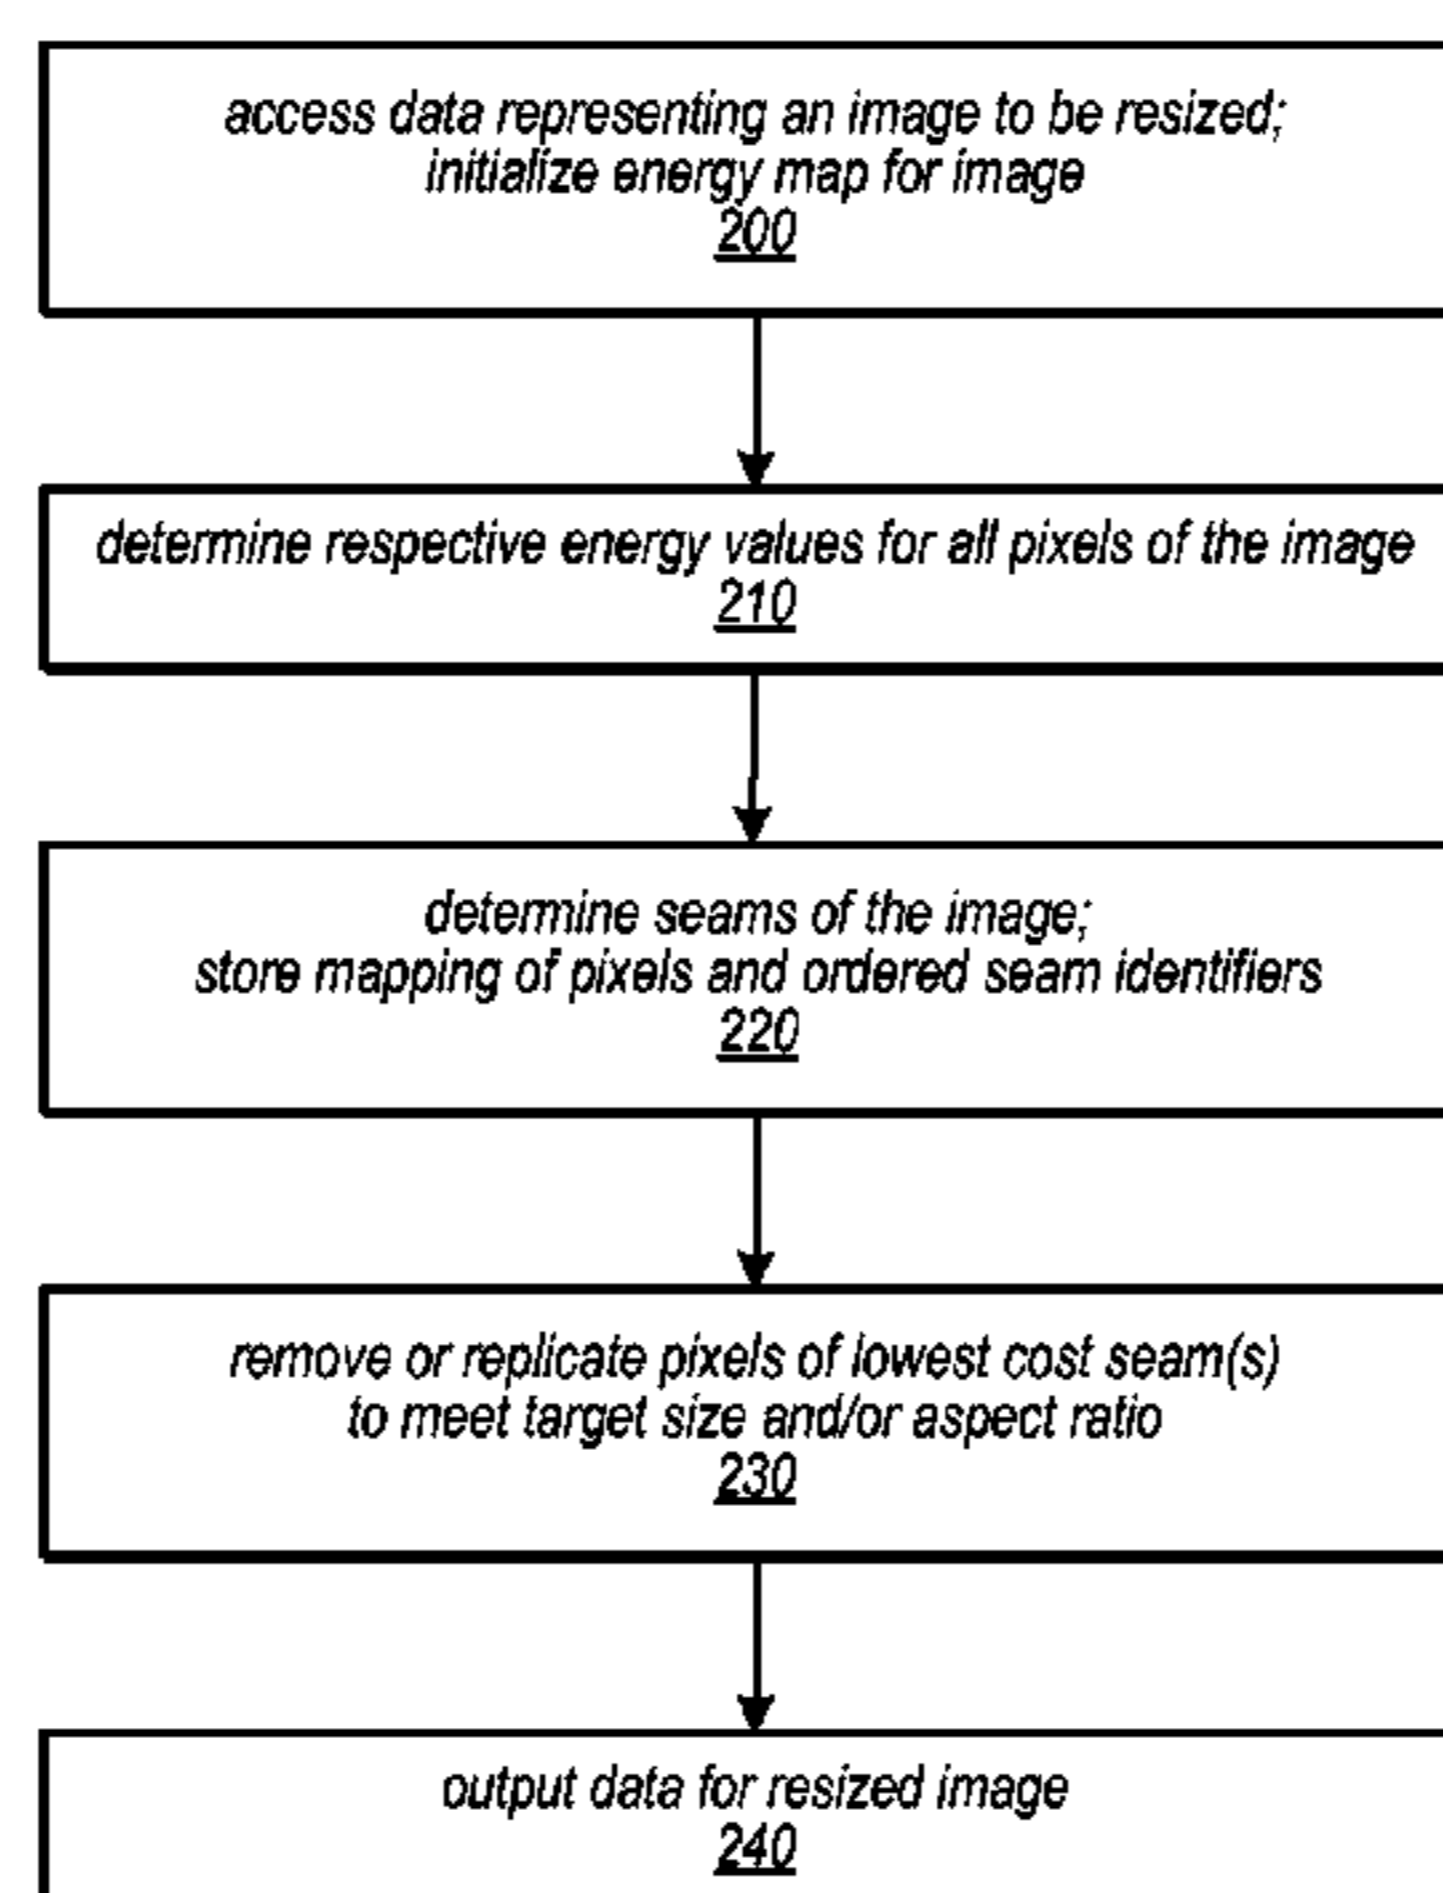 access data representing an image to be resized;
initialize energy map for image
200
determine respective energy values for all pixels of the image
210
determine seams of the image;
store mapping of pixels and ordered seam identifiers
220
remove or replicate pixels of lowest cost seam(s)
to meet target size and/or aspect ratio
230
output data for resized image
240